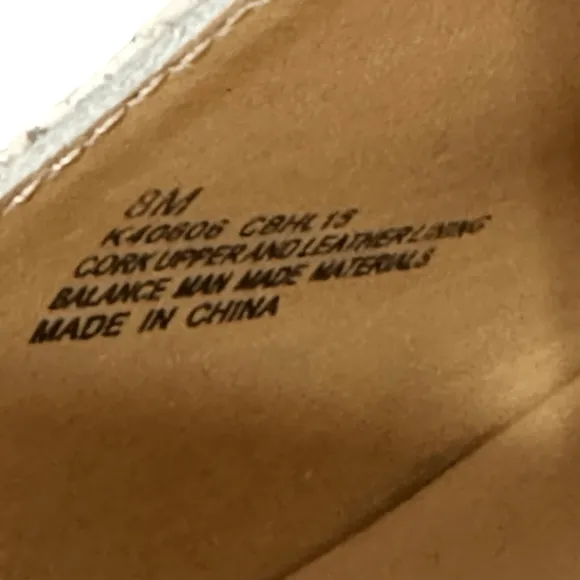 8M
K40606 CBHL15
CORK UPPER AND LEATHER LINING
BALANCE MAN MADE MATERIALS
MADE IN CHINA